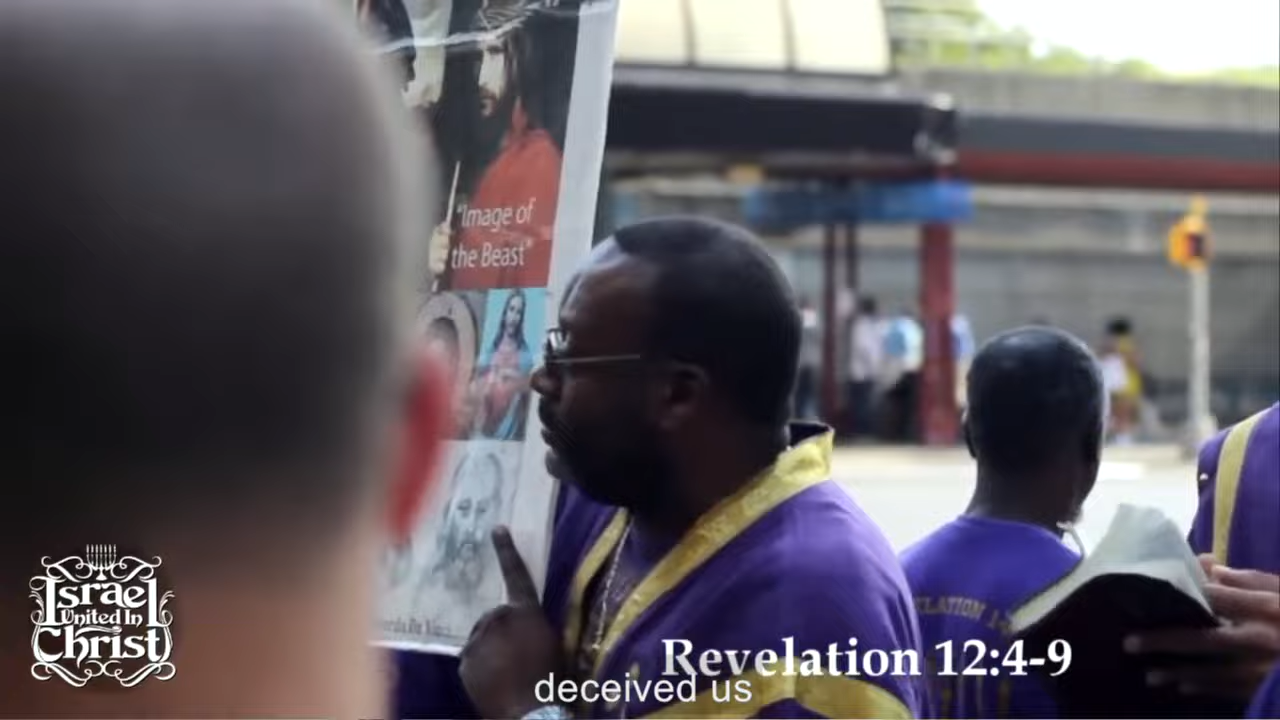 "Image of
the Beast"
Israel
United In
Christ
Revelation 12:4-9
deceived us